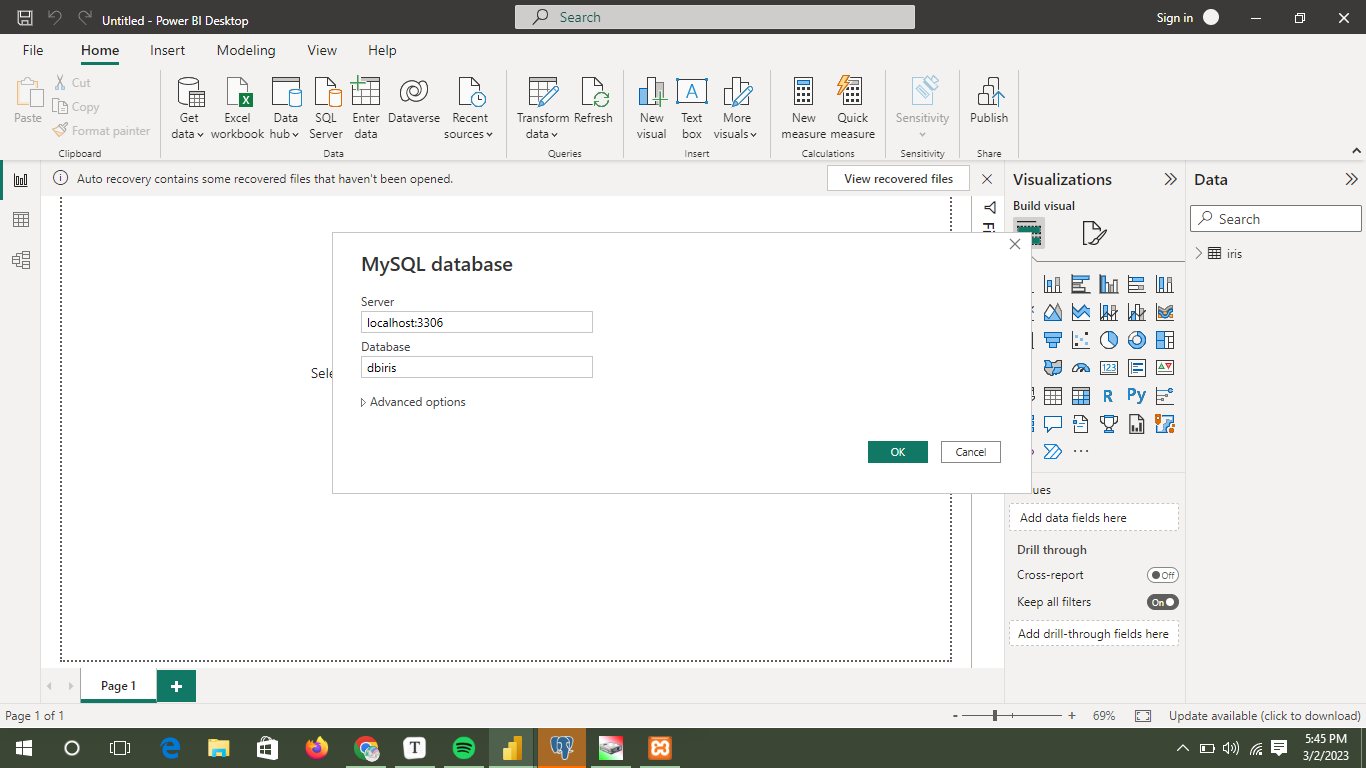 Untitled - Power BI Desktop
Search
Sign in
File Home Insert Modeling View Help
Paste
Cut
Copy
Format painter
Clipboard
Get data
Excel workbook
Data hub
SQL Server
Enter data
Dataverse
Recent sources
Data
Transform data
Refresh
Queries
New visual
Text box
More visuals
Insert
New measure
Quick measure
Calculations
Sensitivity
Sensitivity
Publish
Share
Auto recovery contains some recovered files that haven't been opened.
View recovered files
Sele
MySQL database
Server
localhost:3306
Database
dbiris
Advanced options
OK
Cancel
Visualizations
Build visual
123
R
Py
ues
Add data fields here
Drill through
Cross-report
Off
Keep all filters
On
Add drill-through fields here
Data
Search
iris
Page 1
Page 1 of 1
- + 69%
Update available (click to download)
5:45 PM
3/2/2023